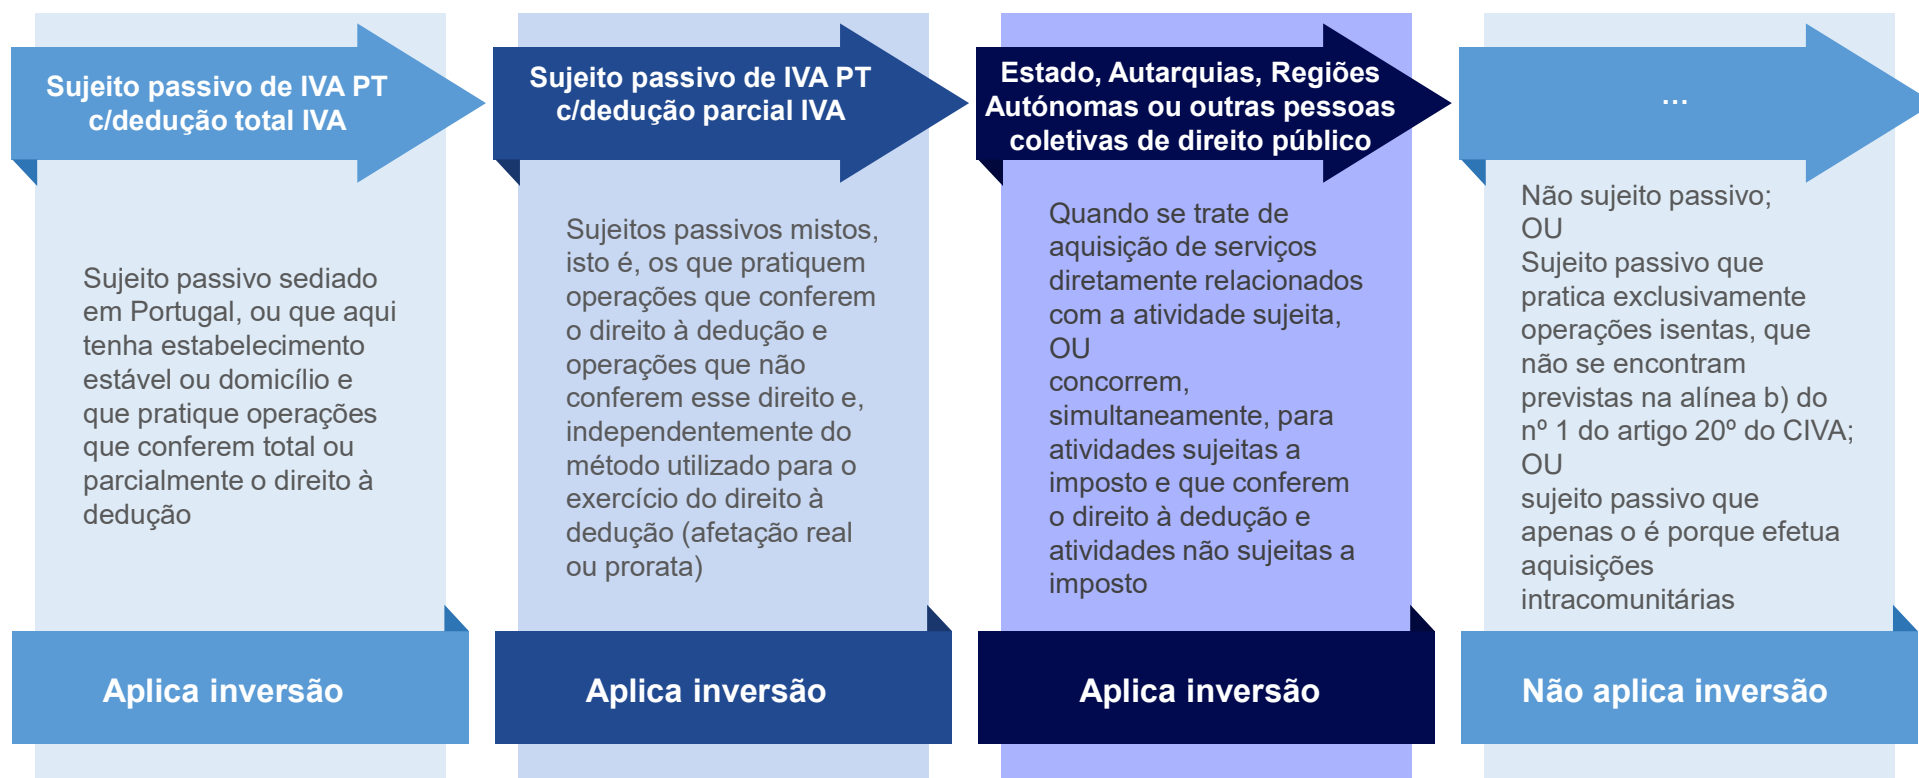 Sujeito passivo de IVA PT
c/dedução total IVA
Sujeito passivo sediado
em Portugal, ou que aqui
tenha estabelecimento
estável ou domicílio e
que pratique operações
que conferem total ou
parcialmente o direito à
dedução
Aplica inversão
Sujeito passivo de IVA PT
c/dedução parcial IVA
Sujeitos passivos mistos,
isto é, os que pratiquem
operações que conferem
o direito à dedução e
operações que não
conferem esse direito e,
independentemente do
método utilizado para o
exercício do direito à
dedução (afetação real
ou prorata)
Aplica inversão
Estado, Autarquias, Regiões
Autónomas ou outras pessoas
coletivas de direito público
Quando se trate de
aquisição de serviços
diretamente relacionados
com a atividade sujeita,
OU
concorrem,
simultaneamente, para
atividades sujeitas a
imposto e que conferem
o direito à dedução e
atividades não sujeitas a
imposto
Aplica inversão
...
Não sujeito passivo;
OU
Sujeito passivo que
pratica exclusivamente
operações isentas, que
não se encontram
previstas na alínea b) do
nº 1 do artigo 20º do CIVA;
OU
sujeito passivo que
apenas o é porque efetua
aquisições
intracomunitárias
Não aplica inversão